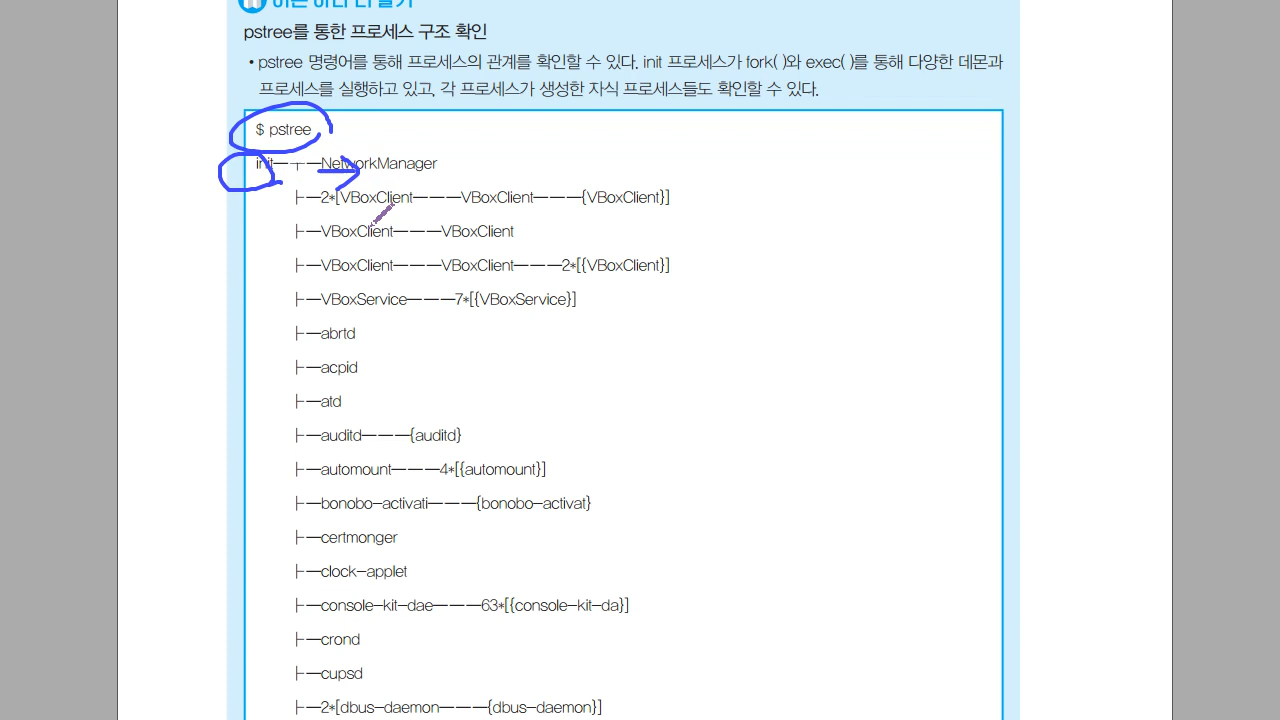 pstree를 통한 프로세스 구조 확인
• pstree 명령어를 통해 프로세스의 관계를 확인할 수 있다. init 프로세스가 fork( )와 exec( )를 통해 다양한 데몬과
프로세스를 실행하고 있고, 각 프로세스가 생성한 자식 프로세스들도 확인할 수 있다.
$ pstree
init─┬─NetworkManager
├─2*[VBoxClient───VBoxClient───{VBoxClient}]
├─VBoxClient───VBoxClient
├─VBoxClient───VBoxClient───2*[{VBoxClient}]
├─VBoxService───7*[{VBoxService}]
├─abrtd
├─acpid
├─atd
├─auditd───{auditd}
├─automount───4*[{automount}]
├─bonobo-activati───{bonobo-activat}
├─certmonger
├─clock-applet
├─console-kit-dae───63*[{console-kit-da}]
├─crond
├─cupsd
├─2*[dbus-daemon───{dbus-daemon}]